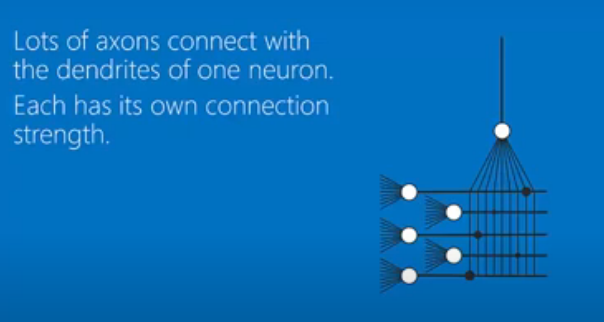 Lots of axons connect with
the dendrites of one neuron.
Each has its own connection
strength.